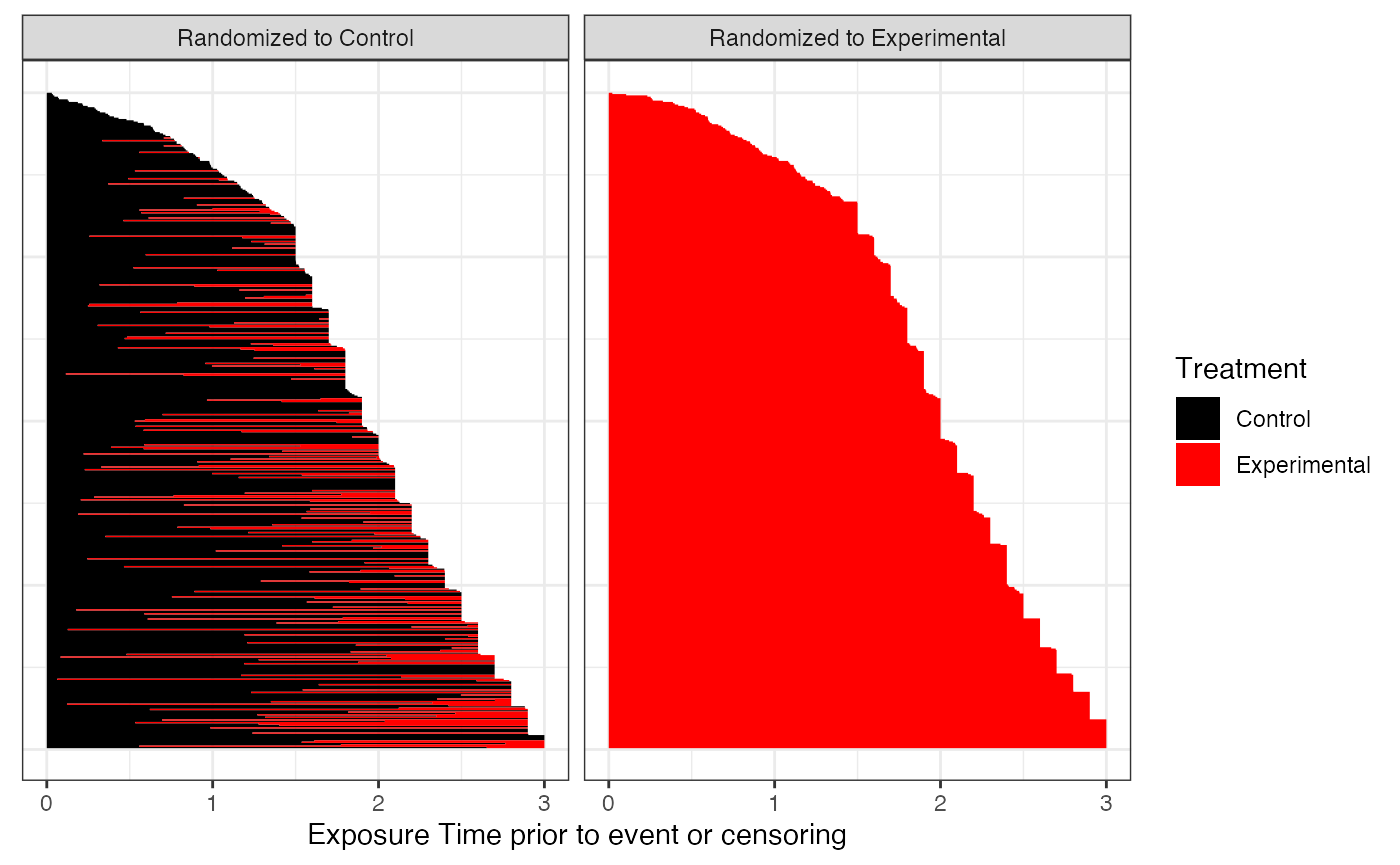 Randomized to Control
Randomized to Experimental
Treatment
Control
Experimental
0 1 2 3
0 1 2 3
Exposure Time prior to event or censoring